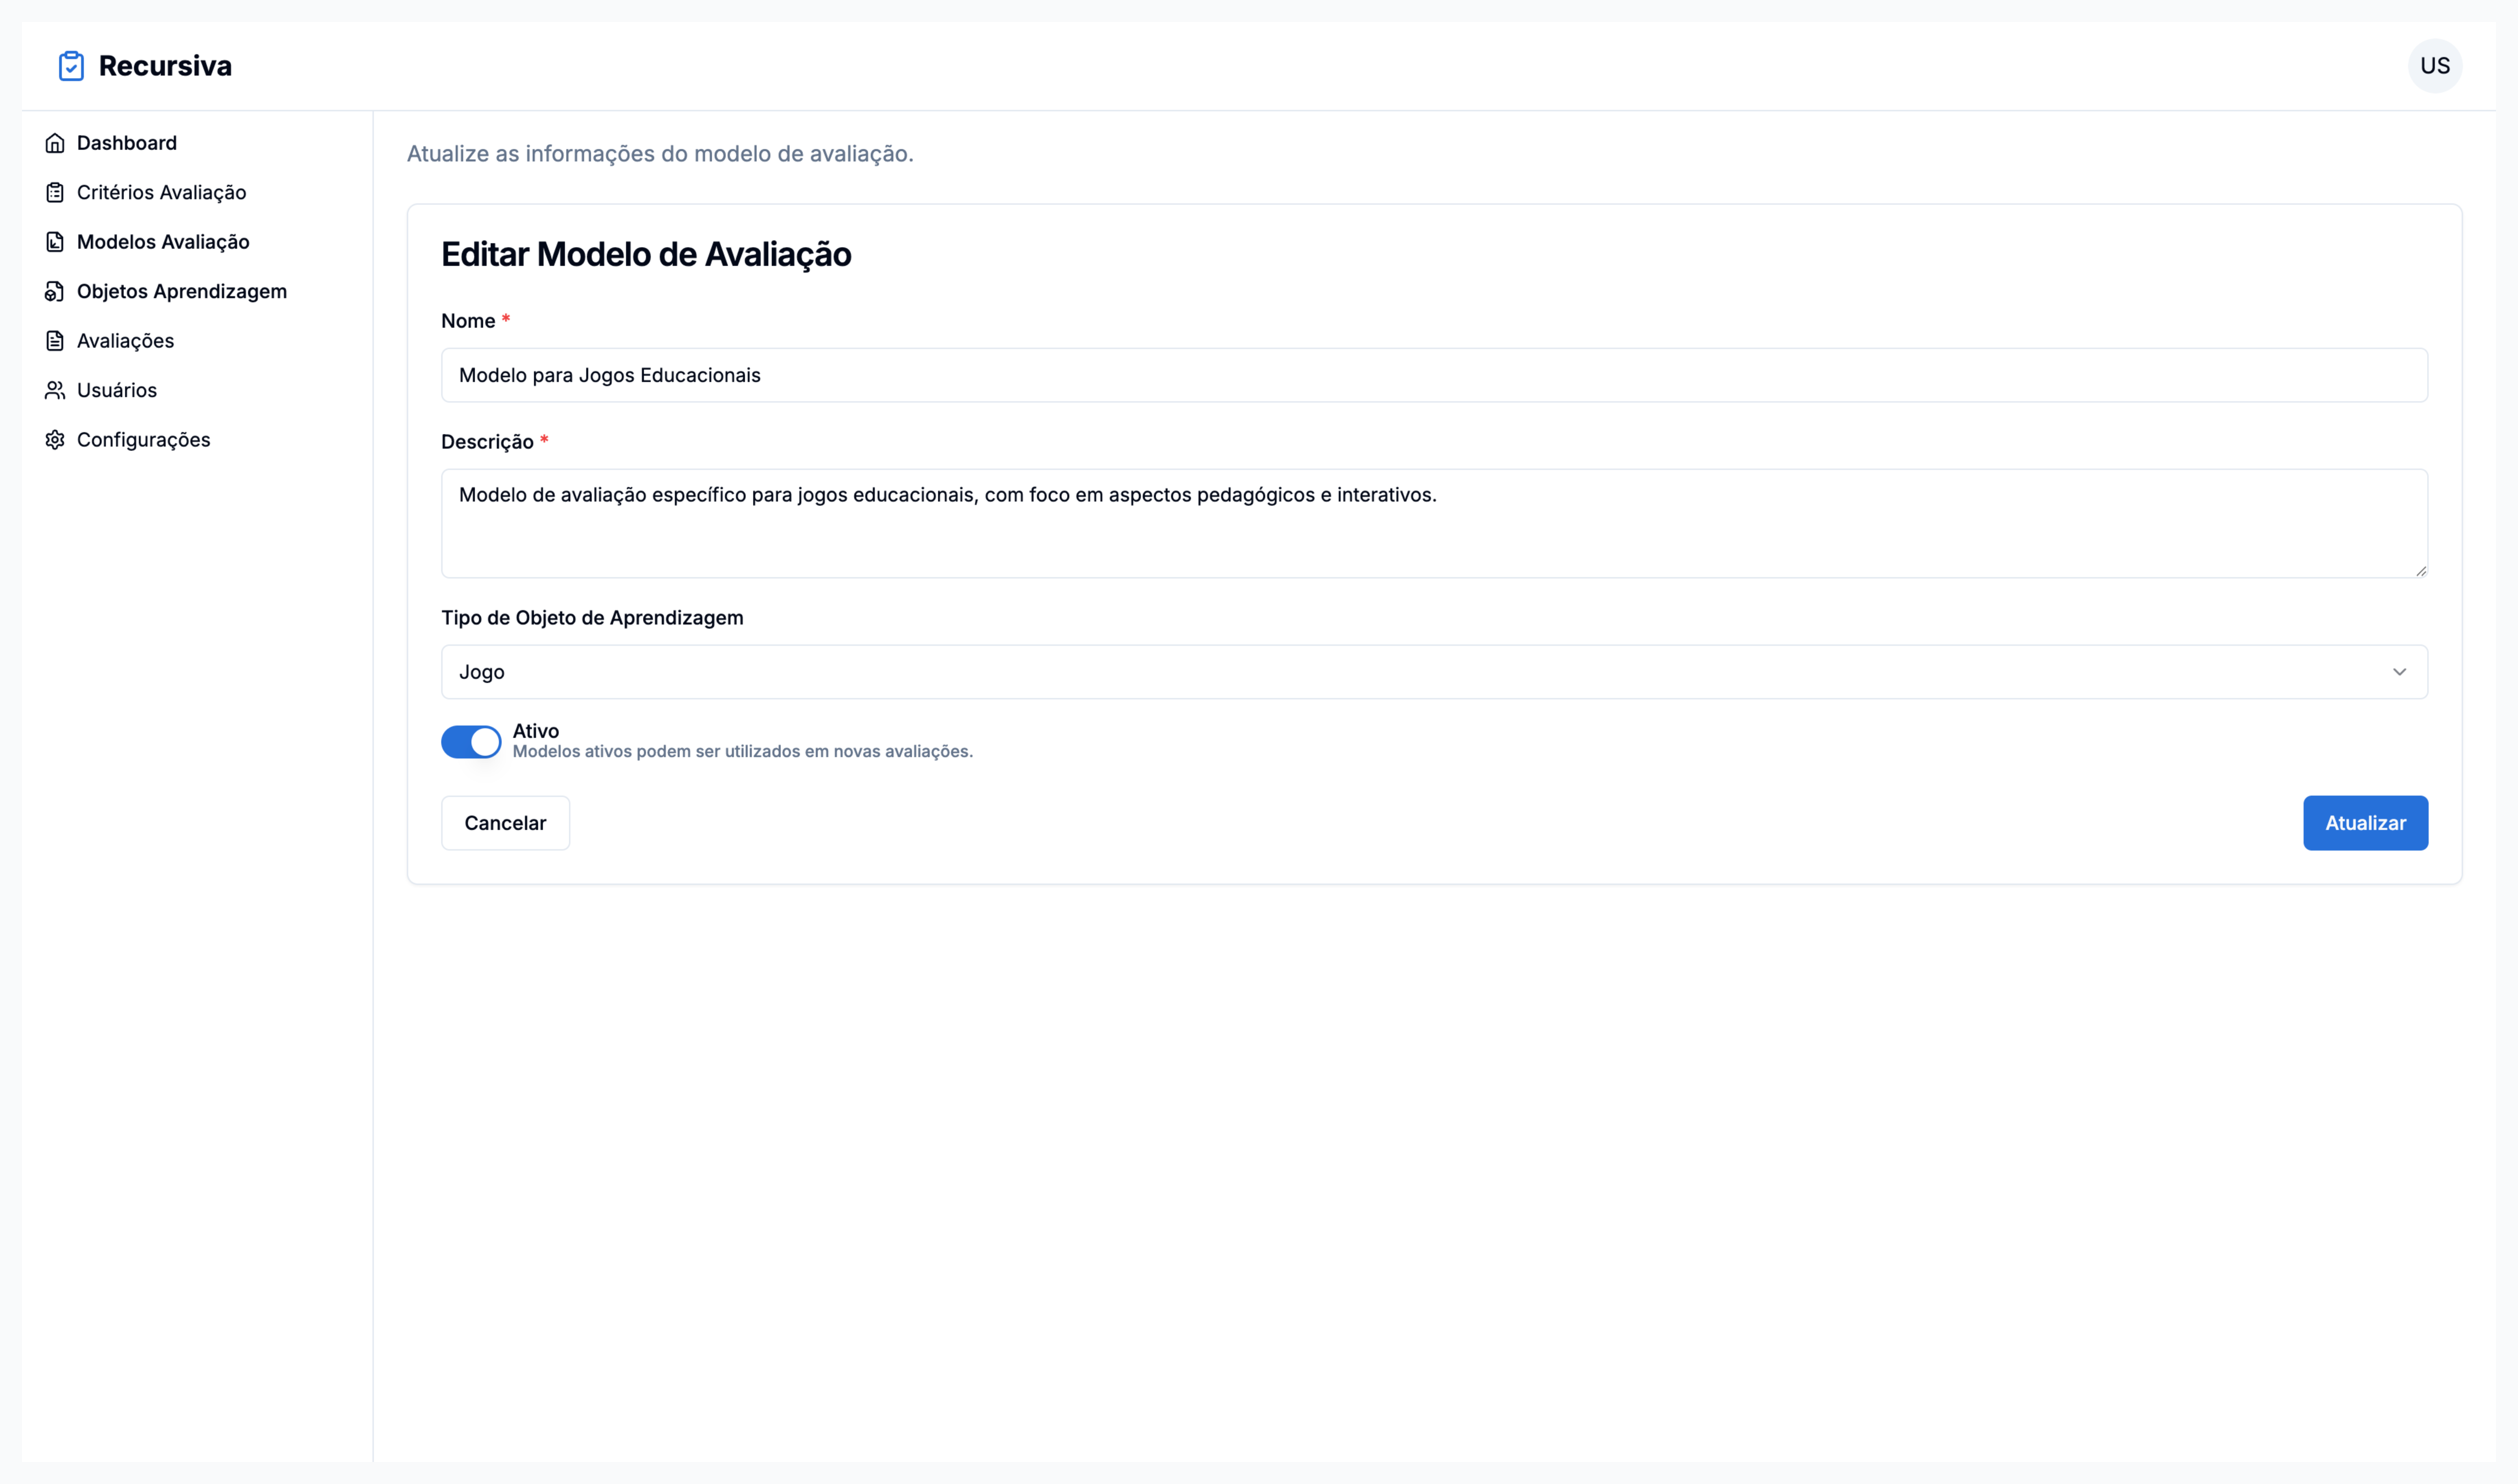 Recursiva
US
Dashboard
Critérios Avaliação
Modelos Avaliação
Objetos Aprendizagem
Avaliações
Usuários
Configurações
Atualize as informações do modelo de avaliação.
Editar Modelo de Avaliação
Nome *
Modelo para Jogos Educacionais
Descrição *
Modelo de avaliação específico para jogos educacionais, com foco em aspectos pedagógicos e interativos.
Tipo de Objeto de Aprendizagem
Jogo
Ativo
Modelos ativos podem ser utilizados em novas avaliações.
Cancelar
Atualizar